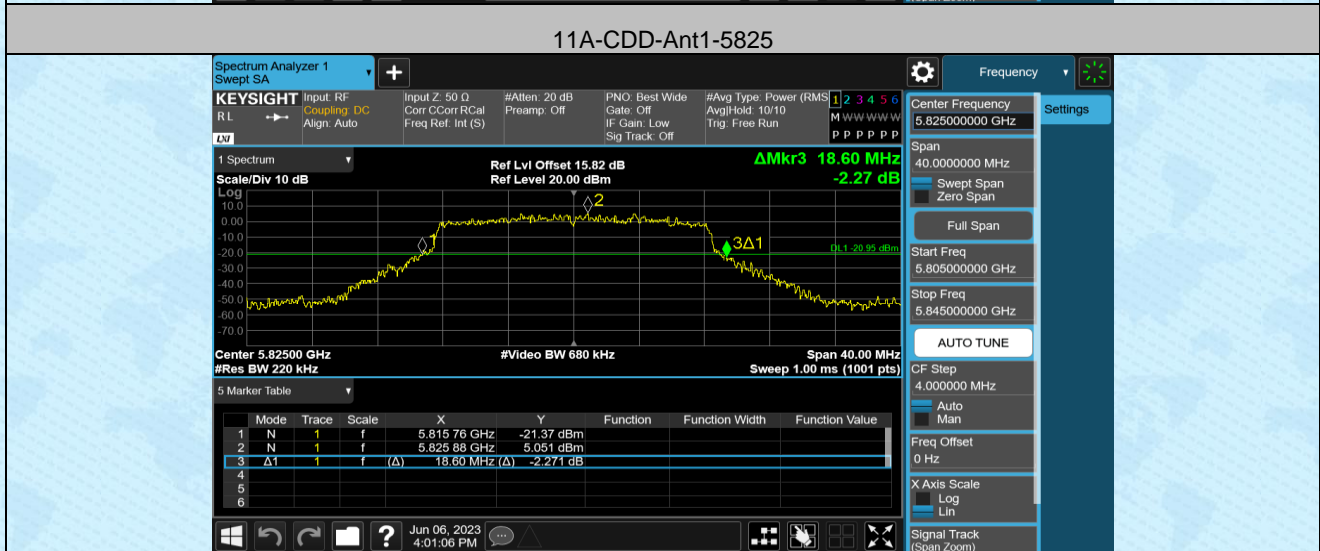 (Span Zoom)
11A-CDD-Ant1-5825
Spectrum Analyzer 1
Swept SA
+
Frequency
KEYSIGHT
RL
LXI
Input: RF
Coupling: DC
Align: Auto
Input Z: 50 Ω
Corr CCorr RCal
Freq Ref: Int (S)
#Atten: 20 dB
Preamp: Off
PNO: Best Wide
Gate: Off
IF Gain: Low
Sig Track: Off
#Avg Type: Power (RMS
Avg|Hold: 10/10
Trig: Free Run
1 2 3 4 5 6
M W W W W W
P P P P P P
Center Frequency
5.825000000 GHz
Settings
Span
40.0000000 MHz
Swept Span
Zero Span
Full Span
Start Freq
5.805000000 GHz
Stop Freq
5.845000000 GHz
AUTO TUNE
CF Step
4.000000 MHz
Auto
Man
Freq Offset
0 Hz
X Axis Scale
Log
Lin
Signal Track
(Span Zoom)
1 Spectrum
Scale/Div 10 dB
Ref Lvl Offset 15.82 dB
Ref Level 20.00 dBm
ΔMkr3 18.60 MHz
-2.27 dB
Log
10.0
0.00
-10.0
-20.0
-30.0
-40.0
-50.0
-60.0
-70.0
1
2
3Δ1
DL1 -20.95 dBm
Center 5.82500 GHz
#Video BW 680 kHz
Span 40.00 MHz
#Res BW 220 kHz
Sweep 1.00 ms (1001 pts)
5 Marker Table
Mode Trace Scale X Y Function Function Width Function Value
1 N 1 f 5.815 76 GHz -21.37 dBm
2 N 1 f 5.825 88 GHz 5.051 dBm
3 Δ1 1 f (Δ) 18.60 MHz (Δ) -2.271 dB
4
5
6
?
Jun 06, 2023
4:01:06 PM